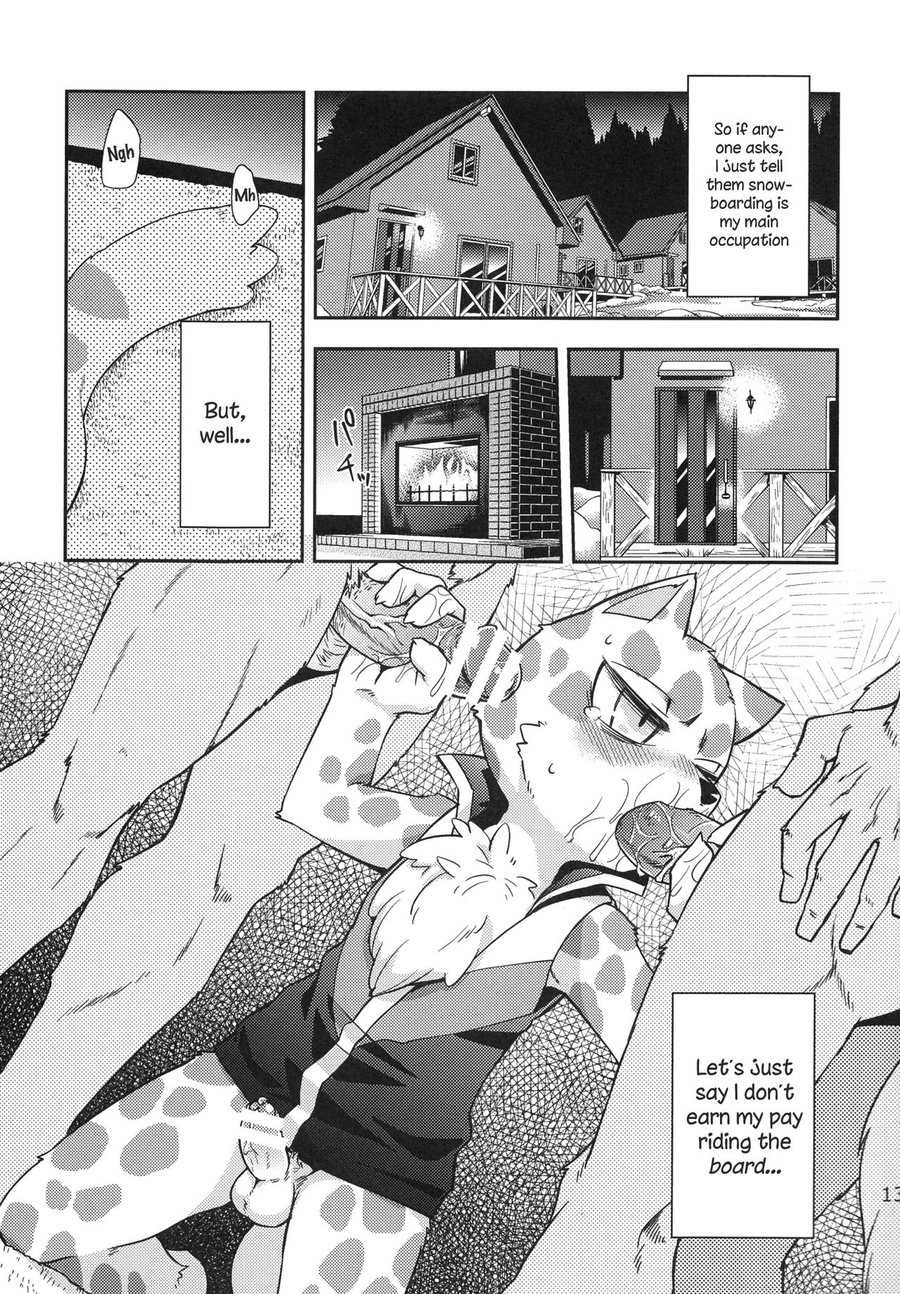 So if any-
one asks,
I just tell
them snow-
boarding is
my main
occupation
パ
チッ
Ngh
Mh
But,
well...
Let's just
say I don't
earn my pay
riding the
board...
13